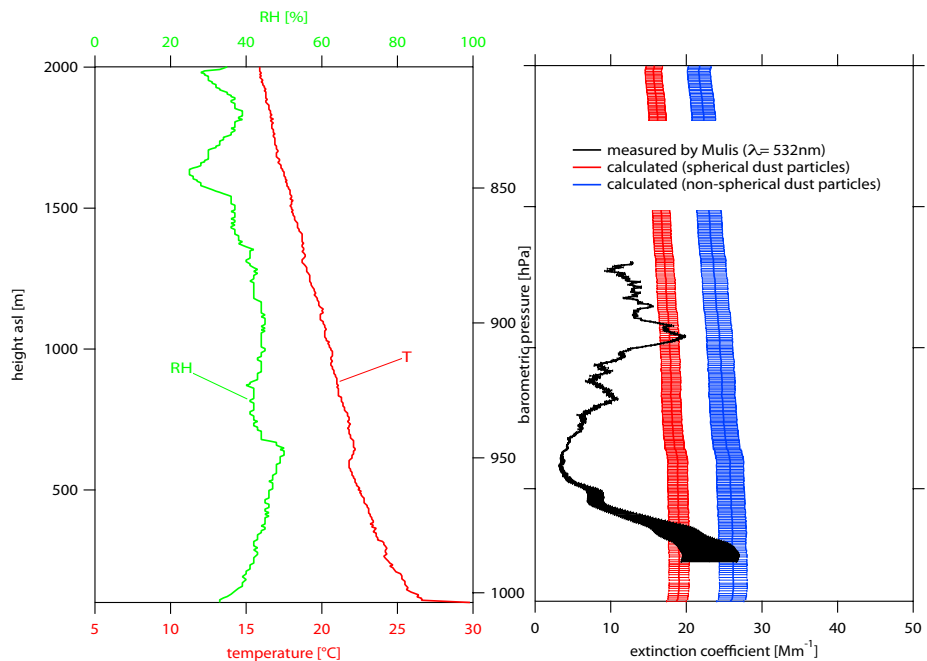 RH [%]
0 20 40 60 80 100
2000
1500
1000
500
height asl [m]
RH
T
850
900
950
1000
barometric pressure [hPa]
5 10 15 20 25 30
temperature [°C]
measured by Mulis (λ= 532nm)
calculated (spherical dust particles)
calculated (non-spherical dust particles)
0 10 20 30 40 50
extinction coefficient [Mm⁻¹]